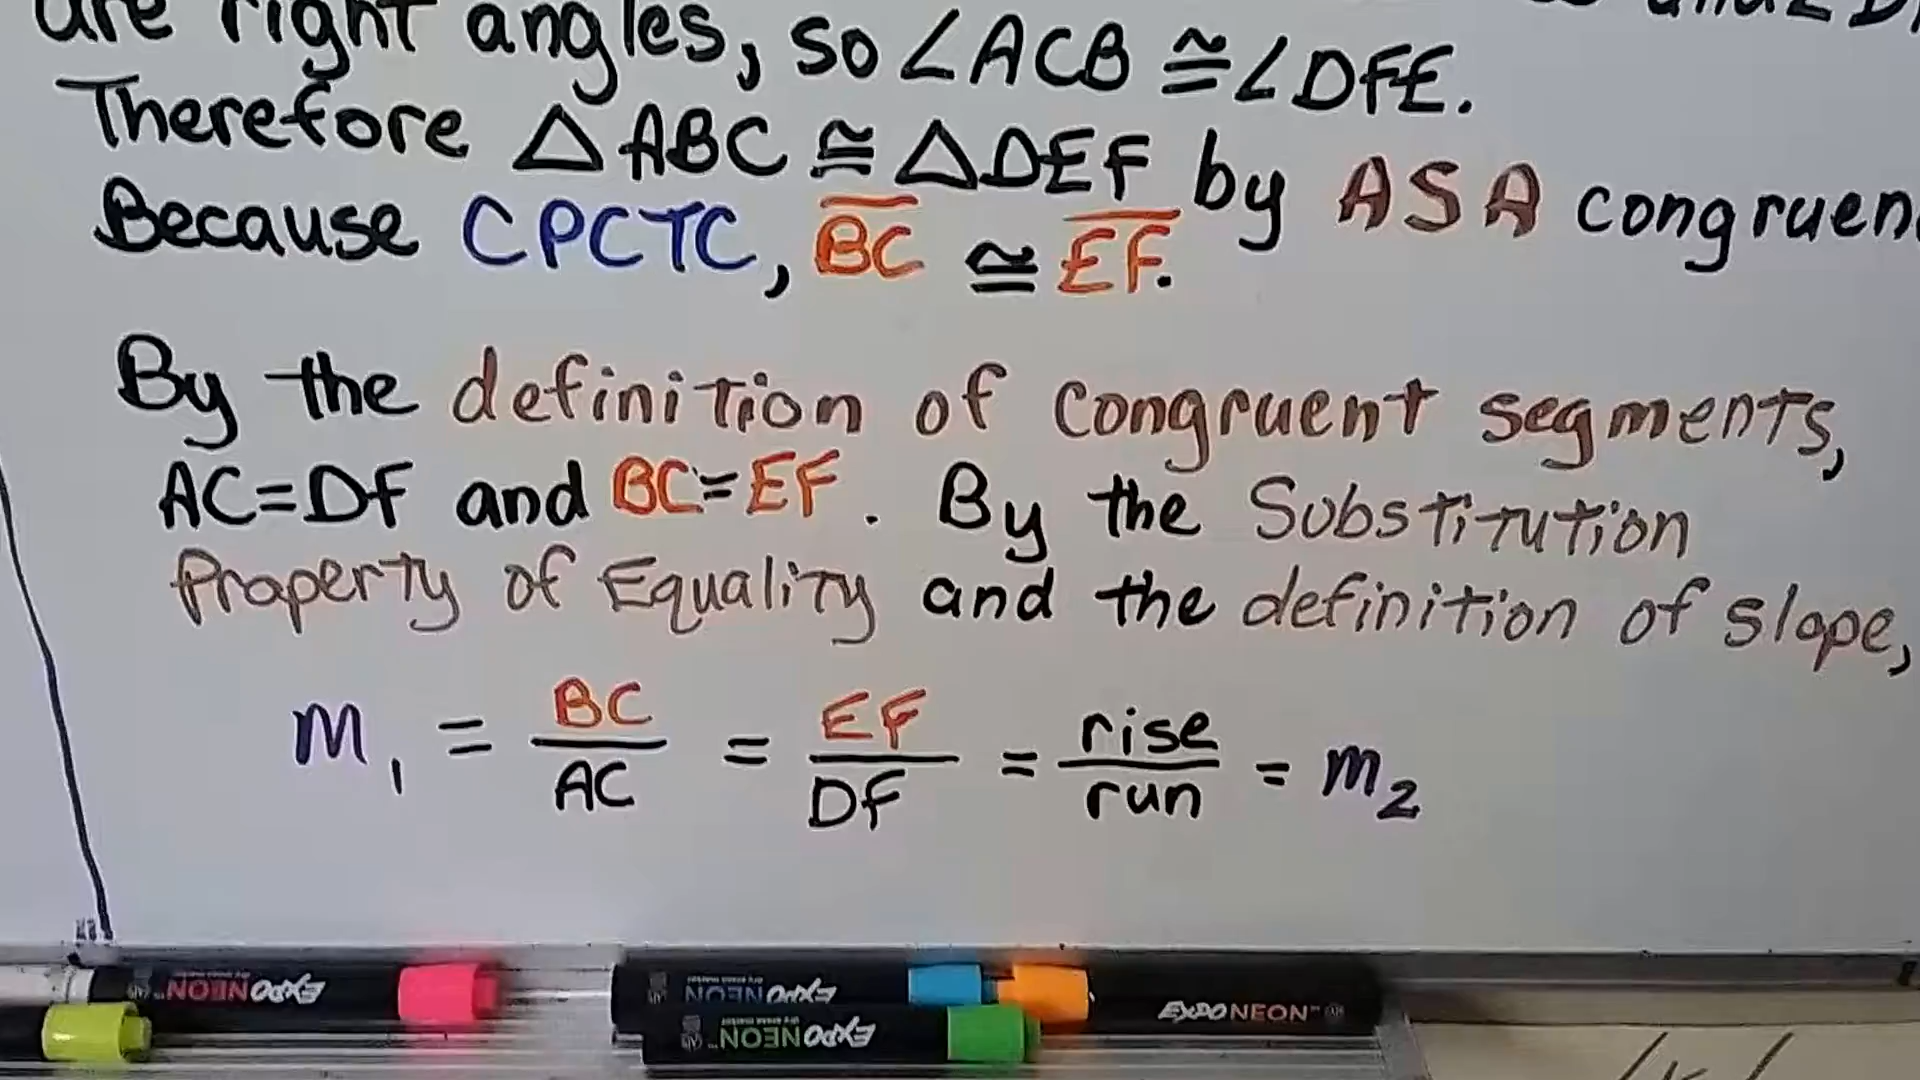 are right angles, so ∠ACB ≅ ∠DFE.
Therefore △ABC ≅ △DEF by ASA congruen
Because CPCTC, BC ≅ EF.
By the definition of congruent segments,
AC=DF and BC=EF. By the Substitution
Property of Equality and the definition of slope,
m₁ = BC/AC = EF/DF = rise/run = m₂
EXPO NEON
EXPO NEON
EXPO NEON
EXPO NEON